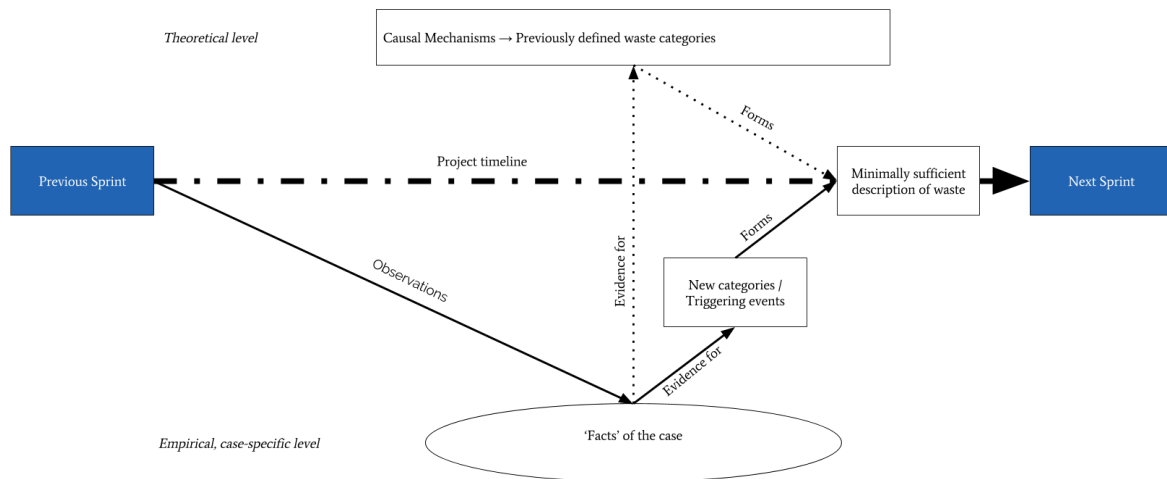 Theoretical level
Causal Mechanisms → Previously defined waste categories
Forms
Previous Sprint
Project timeline
Minimally sufficient
description of waste
Next Sprint
Forms
Evidence for
Observations
New categories /
Triggering events
Evidence for
'Facts' of the case
Empirical, case-specific level